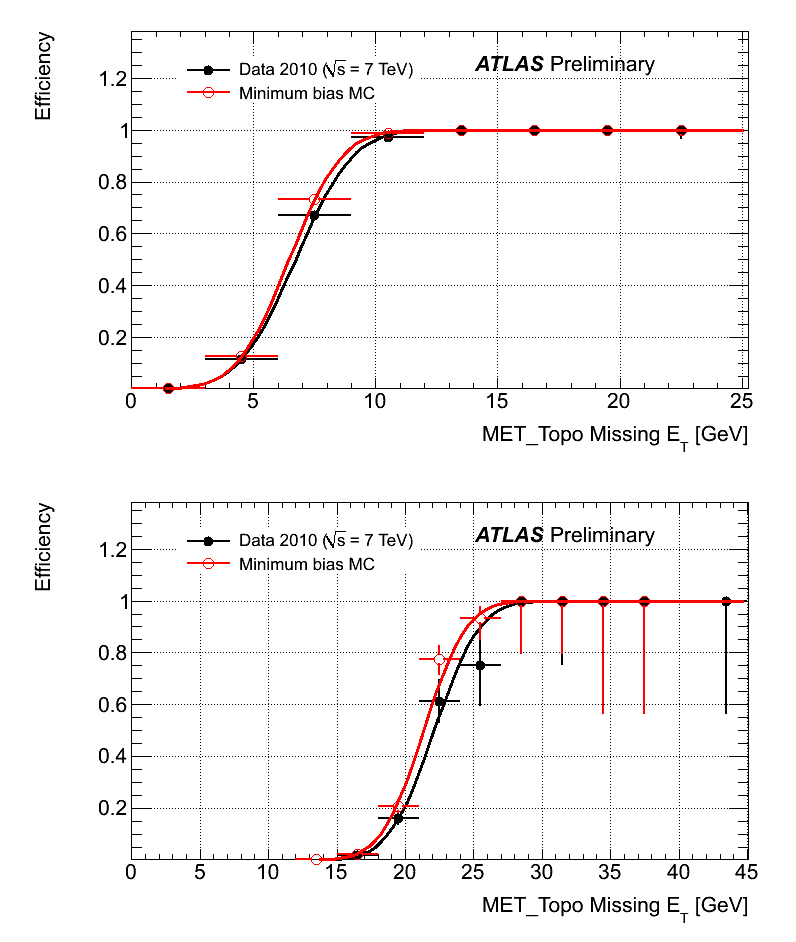 Efficiency
Data 2010 (√s = 7 TeV)
Minimum bias MC
ATLAS Preliminary
1.2
1
0.8
0.6
0.4
0.2
0 5 10 15 20 25
MET_Topo Missing E_T [GeV]
Efficiency
Data 2010 (√s = 7 TeV)
Minimum bias MC
ATLAS Preliminary
1.2
1
0.8
0.6
0.4
0.2
0 5 10 15 20 25 30 35 40 45
MET_Topo Missing E_T [GeV]